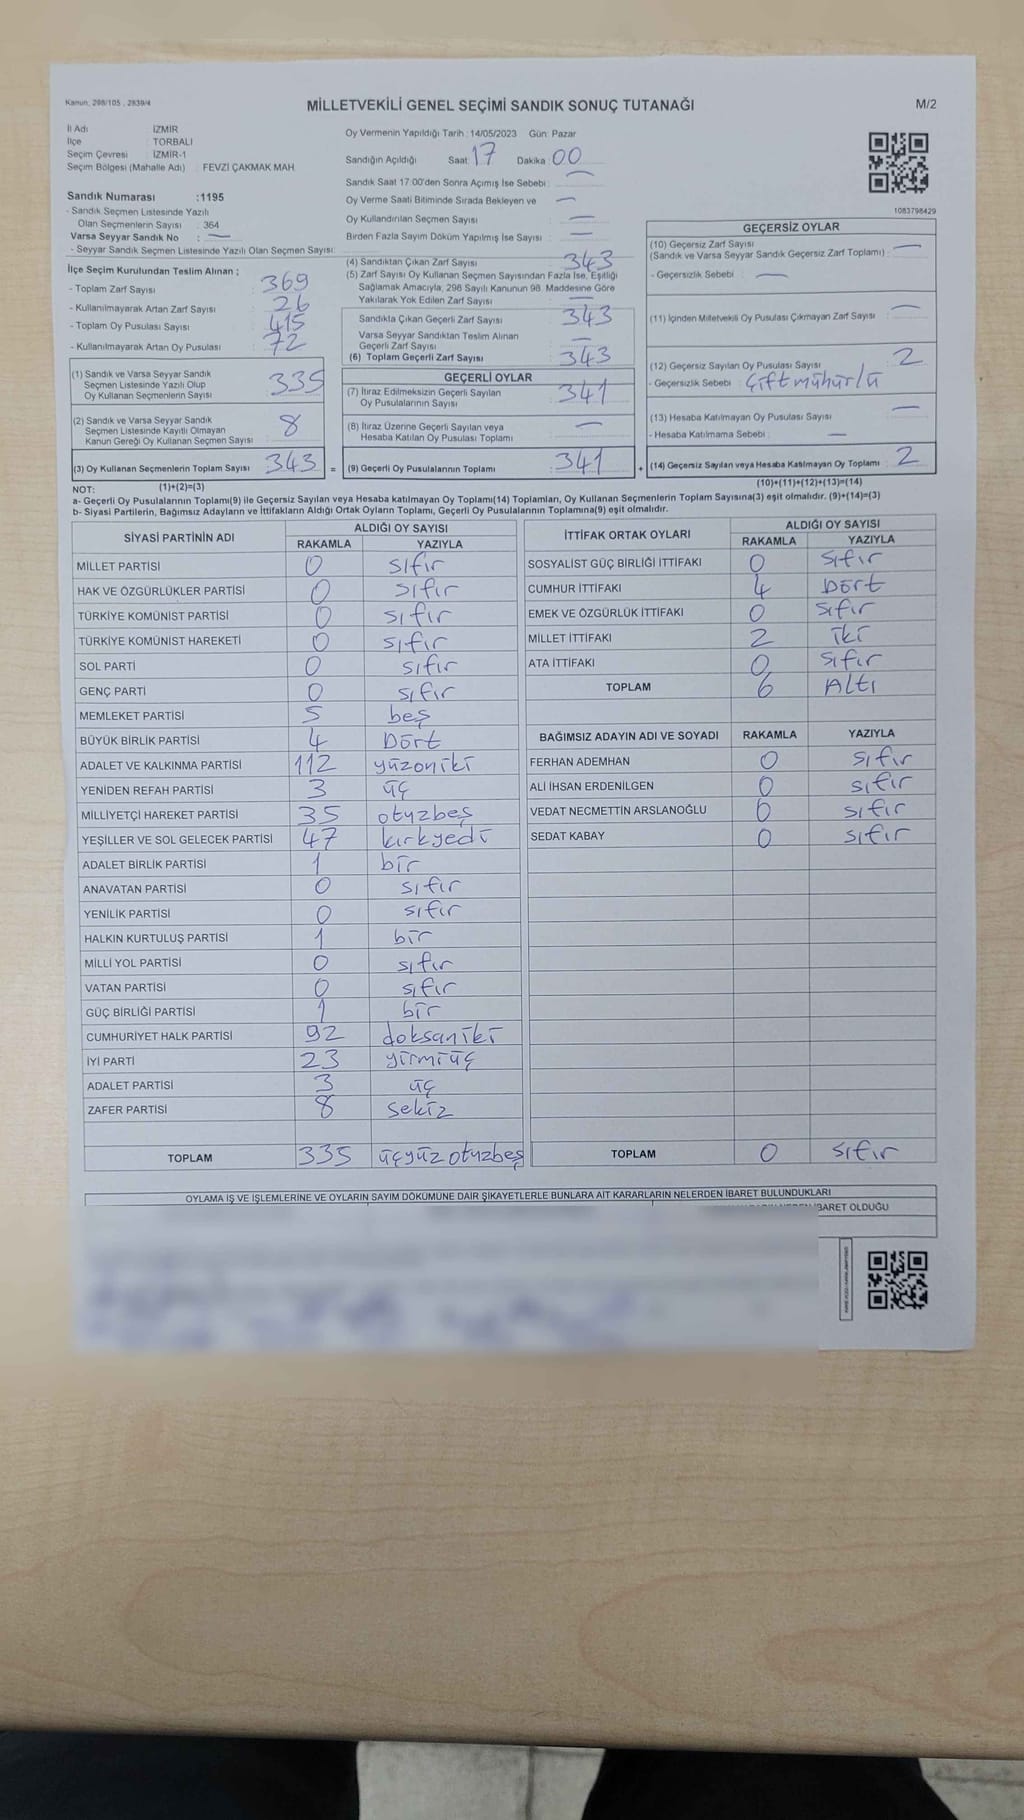 Kanun, 298/105 , 2839/4
MİLLETVEKİLİ GENEL SEÇİMİ SANDIK SONUÇ TUTANAĞI
M/2
İl Adı : İZMİR
İlçe : TORBALI
Seçim Çevresi : İZMİR-1
Seçim Bölgesi (Mahalle Adı) : FEVZİ ÇAKMAK MAH
Sandık Numarası :1195
- Sandık Seçmen Listesinde Yazılı
Olan Seçmenlerin Sayısı : 364
Varsa Seyyar Sandık No : —
- Seyyar Sandık Seçmen Listesinde Yazılı Olan Seçmen Sayısı:
İlçe Seçim Kurulundan Teslim Alınan ;
- Toplam Zarf Sayısı : 369
- Kullanılmayarak Artan Zarf Sayısı : 26
- Toplam Oy Pusulası Sayısı : 415
- Kullanılmayarak Artan Oy Pusulası : 72
(1) Sandık ve Varsa Seyyar Sandık
Seçmen Listesinde Yazılı Olup
Oy Kullanan Seçmenlerin Sayısı : 335
(2) Sandık ve Varsa Seyyar Sandık
Seçmen Listesinde Kayıtlı Olmayan
Kanun Gereği Oy Kullanan Seçmen Sayısı : 8
(3) Oy Kullanan Seçmenlerin Toplam Sayısı : 343 =
Oy Vermenin Yapıldığı Tarih : 14/05/2023 Gün: Pazar
Sandığın Açıldığı Saat: 17 Dakika: 00
Sandık Saat 17:00'den Sonra Açımış İse Sebebi : —
Oy Verme Saati Bitiminde Sırada Bekleyen ve —
Oy Kullandırılan Seçmen Sayısı : —
Birden Fazla Sayım Döküm Yapılmış İse Sayısı : —
(4) Sandıktan Çıkan Zarf Sayısı : 343
(5) Zarf Sayısı Oy Kullanan Seçmen Sayısından Fazla İse, Eşitliği
Sağlamak Amacıyla, 298 Sayılı Kanunun 98. Maddesine Göre
Yakılarak Yok Edilen Zarf Sayısı : —
Sandıkta Çıkan Geçerli Zarf Sayısı : 343
Varsa Seyyar Sandıktan Teslim Alınan
Geçerli Zarf Sayısı : —
(6) Toplam Geçerli Zarf Sayısı : 343
GEÇERLİ OYLAR
(7) İtiraz Edilmeksizin Geçerli Sayılan
Oy Pusulalarının Sayısı : 341
(8) İtiraz Üzerine Geçerli Sayılan veya
Hesaba Katılan Oy Pusulası Toplamı : —
(9) Geçerli Oy Pusulalarının Toplamı : 341 +
1083798429
GEÇERSİZ OYLAR
(10) Geçersiz Zarf Sayısı
(Sandık ve Varsa Seyyar Sandık Geçersiz Zarf Toplamı) : —
- Geçersizlik Sebebi : —
(11) İçinden Milletvekili Oy Pusulası Çıkmayan Zarf Sayısı : —
(12) Geçersiz Sayılan Oy Pusulası Sayısı : 2
- Geçersizlik Sebebi : Çift mühürlü
(13) Hesaba Katılmayan Oy Pusulası Sayısı : —
- Hesaba Katılmama Sebebi : —
(14) Geçersiz Sayılan veya Hesaba Katılmayan Oy Toplamı : 2
NOT: (1)+(2)=(3) (10)+(11)+(12)+(13)=(14)
a- Geçerli Oy Pusulalarının Toplamı(9) ile Geçersiz Sayılan veya Hesaba katılmayan Oy Toplamı(14) Toplamları, Oy Kullanan Seçmenlerin Toplam Sayısına(3) eşit olmalıdır. (9)+(14)=(3)
b- Siyasi Partilerin, Bağımsız Adayların ve İttifakların Aldığı Ortak Oyların Toplamı, Geçerli Oy Pusulalarının Toplamına(9) eşit olmalıdır.
SİYASİ PARTİNİN ADI ALDIĞI OY SAYISI
RAKAMLA YAZIYLA
MİLLET PARTİSİ 0 sıfır
HAK VE ÖZGÜRLÜKLER PARTİSİ 0 sıfır
TÜRKİYE KOMÜNİST PARTİSİ 0 sıfır
TÜRKİYE KOMÜNİST HAREKETİ 0 sıfır
SOL PARTİ 0 sıfır
GENÇ PARTİ 0 sıfır
MEMLEKET PARTİSİ 5 beş
BÜYÜK BİRLİK PARTİSİ 4 Dört
ADALET VE KALKINMA PARTİSİ 112 yüzoniki
YENİDEN REFAH PARTİSİ 3 üç
MİLLİYETÇİ HAREKET PARTİSİ 35 otuzbeş
YEŞİLLER VE SOL GELECEK PARTİSİ 47 kırkyedi
ADALET BİRLİK PARTİSİ 1 bir
ANAVATAN PARTİSİ 0 sıfır
YENİLİK PARTİSİ 0 sıfır
HALKIN KURTULUŞ PARTİSİ 1 bir
MİLLİ YOL PARTİSİ 0 sıfır
VATAN PARTİSİ 0 sıfır
GÜÇ BİRLİĞİ PARTİSİ 1 bir
CUMHURİYET HALK PARTİSİ 92 doksaniki
İYİ PARTİ 23 yirmiüç
ADALET PARTİSİ 3 üç
ZAFER PARTİSİ 8 sekiz
TOPLAM 335 üçyüzotuzbeş
İTTİFAK ORTAK OYLARI ALDIĞI OY SAYISI
RAKAMLA YAZIYLA
SOSYALİST GÜÇ BİRLİĞİ İTTİFAKI 0 sıfır
CUMHUR İTTİFAKI 4 Dört
EMEK VE ÖZGÜRLÜK İTTİFAKI 0 sıfır
MİLLET İTTİFAKI 2 iki
ATA İTTİFAKI 0 sıfır
TOPLAM 6 Altı
BAĞIMSIZ ADAYIN ADI VE SOYADI RAKAMLA YAZIYLA
FERHAN ADEMHAN 0 sıfır
ALİ İHSAN ERDENİLGEN 0 sıfır
VEDAT NECMETTİN ARSLANOĞLU 0 sıfır
SEDAT KABAY 0 sıfır
TOPLAM 0 sıfır
OYLAMA İŞ VE İŞLEMLERİNE VE OYLARIN SAYIM DÖKÜMÜNE DAİR ŞİKAYETLERLE BUNLARA AİT KARARLARIN NELERDEN İBARET BULUNDUKLARI
İBARET OLDUĞU